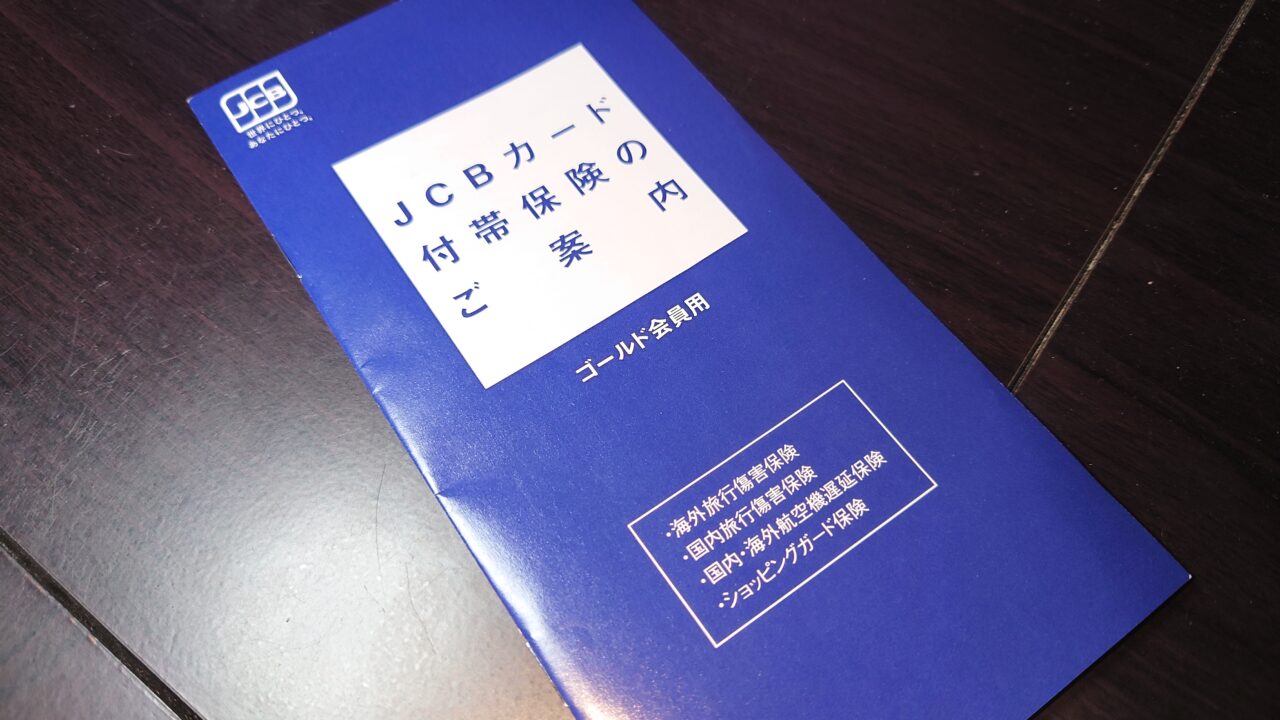 JCB
世界にひとつ。
あなたにひとつ。
JCBカード
付帯保険の
ご案内
ゴールド会員用
・海外旅行傷害保険
・国内旅行傷害保険
・国内・海外航空機遅延保険
・ショッピングガード保険